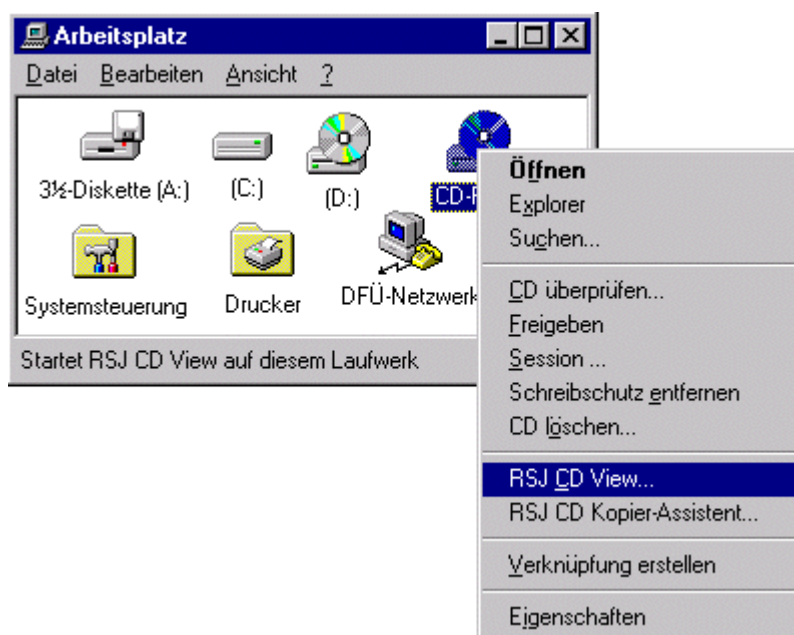 Arbeitsplatz
Datei Bearbeiten Ansicht ?
3½-Diskette (A:) (C:) (D:) CD-
Systemsteuerung Drucker DFÜ-Netzwerk
Startet RSJ CD View auf diesem Laufwerk
Öffnen
Explorer
Suchen...
CD überprüfen...
Freigeben
Session ...
Schreibschutz entfernen
CD löschen...
RSJ CD View...
RSJ CD Kopier-Assistent...
Verknüpfung erstellen
Eigenschaften